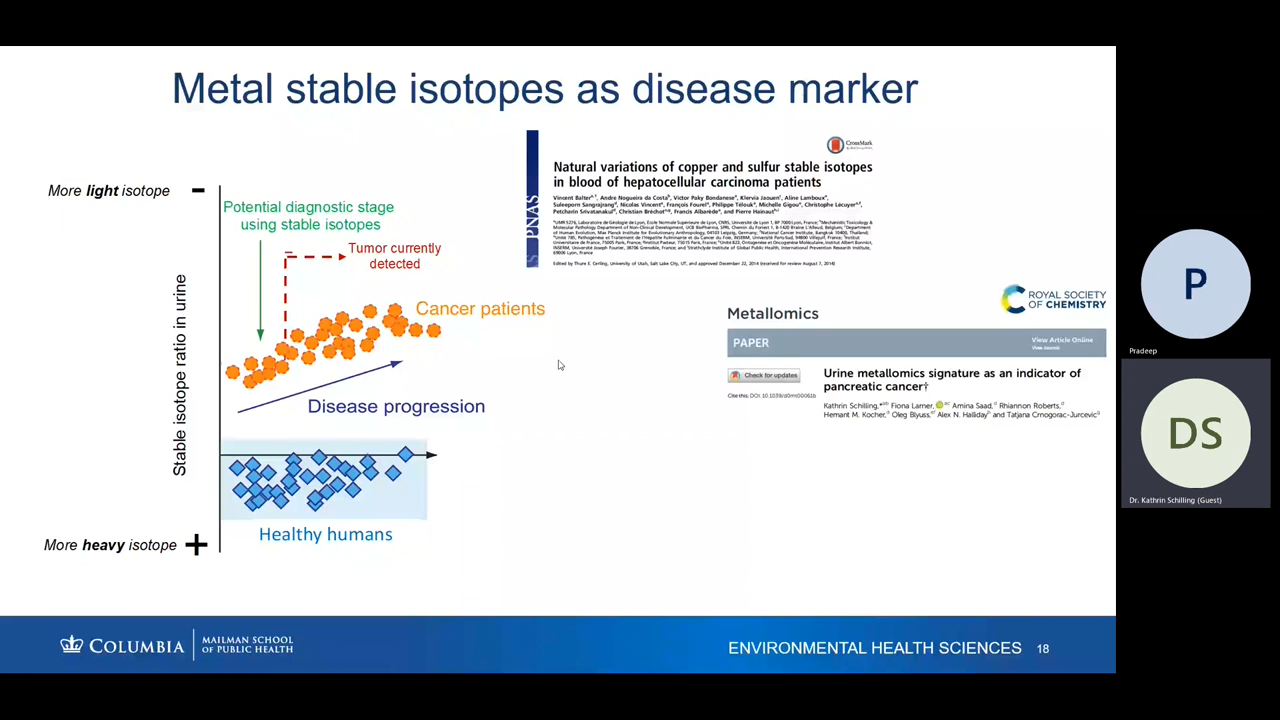 Metal stable isotopes as disease marker
More light isotope -
Potential diagnostic stage
using stable isotopes
Tumor currently
detected
Stable isotope ratio in urine
Cancer patients
Disease progression
Healthy humans
More heavy isotope +
CrossMark
PNAS
Natural variations of copper and sulfur stable isotopes
in blood of hepatocellular carcinoma patients
Edited by Thure E. Cerling, University of Utah, Salt Lake City, UT, and approved December 22, 2014 (received for review August 7, 2014)
ROYAL SOCIETY
OF CHEMISTRY
Metallomics
PAPER
View Article Online
View Journal
Check for updates
Urine metallomics signature as an indicator of
pancreatic cancer†
Kathrin Schilling, Fiona Larner, Amina Saad, Rhiannon Roberts,
Hemant M. Kocher, Oleg Blyuss, Alex N. Halliday and Tatjana Crnogorac-Jurcevic
COLUMBIA
MAILMAN SCHOOL
OF PUBLIC HEALTH
ENVIRONMENTAL HEALTH SCIENCES 18
P
Pradeep
DS
Dr. Kathrin Schilling (Guest)